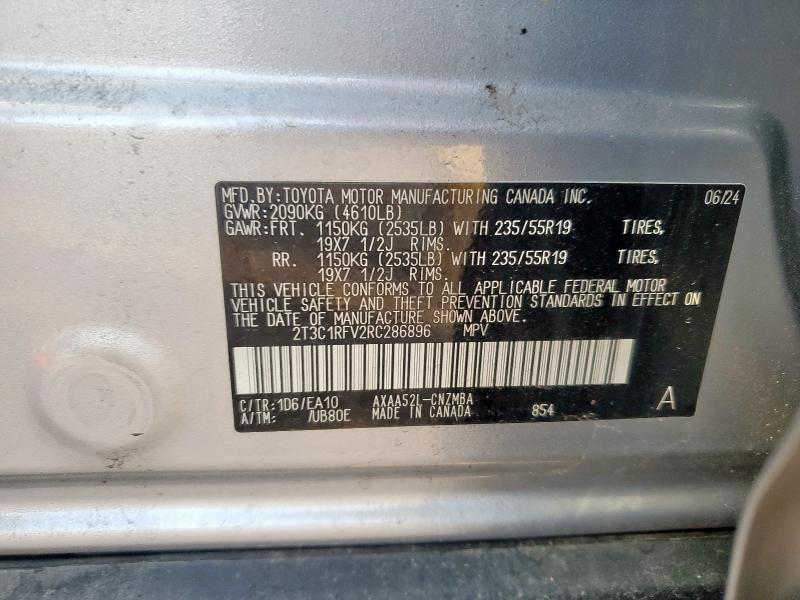 MFD.BY:TOYOTA MOTOR MANUFACTURING CANADA INC. 06/24
GVWR:2090KG (4610LB)
GAWR:FRT. 1150KG (2535LB) WITH 235/55R19 TIRES,
19X7 1/2J RIMS.
RR. 1150KG (2535LB) WITH 235/55R19 TIRES,
19X7 1/2J RIMS.
THIS VEHICLE CONFORMS TO ALL APPLICABLE FEDERAL MOTOR
VEHICLE SAFETY AND THEFT PREVENTION STANDARDS IN EFFECT ON
THE DATE OF MANUFACTURE SHOWN ABOVE.
2T3C1RFV2RC286896 MPV
C/TR:1D6/EA10 AXAA52L-CNZMBA A
A/TM: /UB80E MADE IN CANADA 854